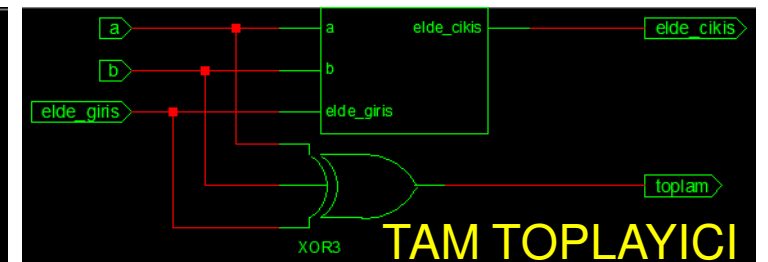 a a elde_cikis elde_cikis
b b
elde_giris elde_giris
toplam
XOR3 TAM TOPLAYICI